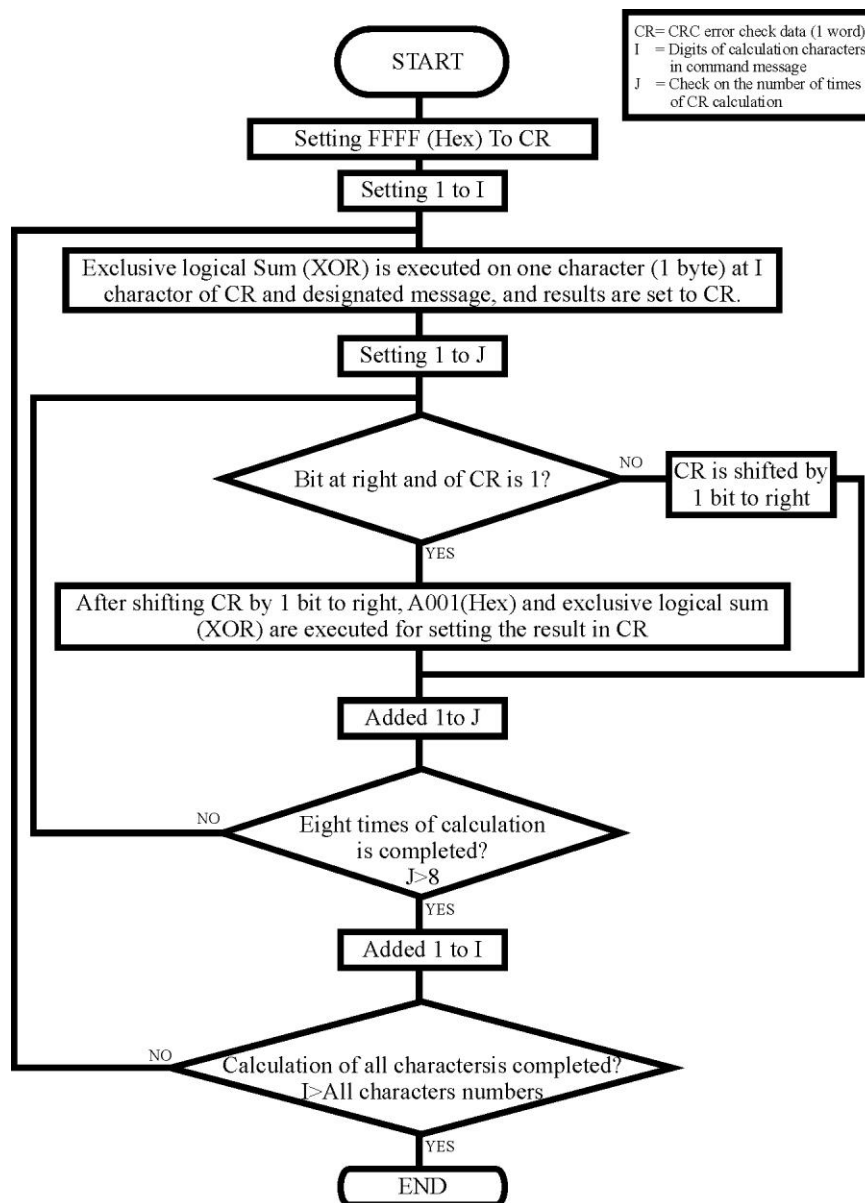 CR= CRC error check data (1 word)
I = Digits of calculation characters
in command message
J = Check on the number of times
of CR calculation
START
Setting FFFF (Hex) To CR
Setting 1 to I
Exclusive logical Sum (XOR) is executed on one character (1 byte) at I
charactor of CR and designated message, and results are set to CR.
Setting 1 to J
Bit at right and of CR is 1?
NO
CR is shifted by
1 bit to right
YES
After shifting CR by 1 bit to right, A001(Hex) and exclusive logical sum
(XOR) are executed for setting the result in CR
Added 1to J
NO
Eight times of calculation
is completed?
J>8
YES
Added 1 to I
NO
Calculation of all charactersis completed?
I>All characters numbers
YES
END